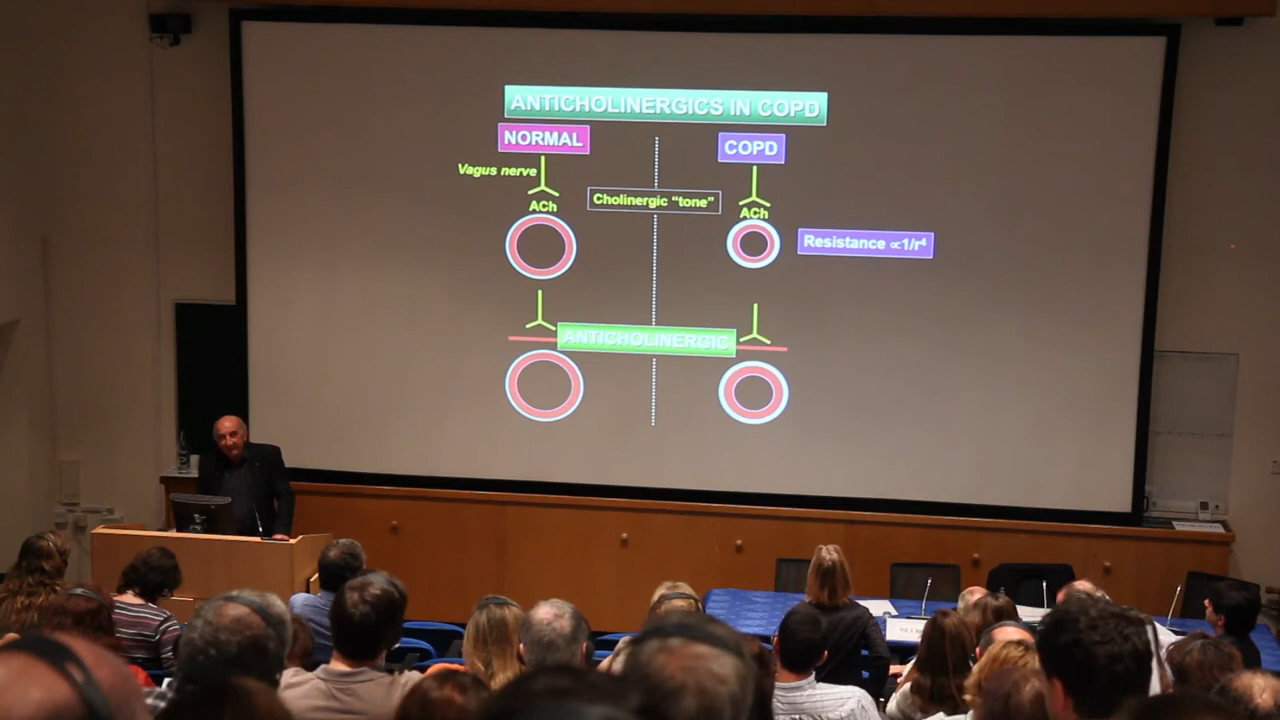 ANTICHOLINERGICS IN COPD
NORMAL
COPD
Vagus nerve
ACh
Cholinergic “tone”
ACh
Resistance ∝1/r⁴
ANTICHOLINERGIC